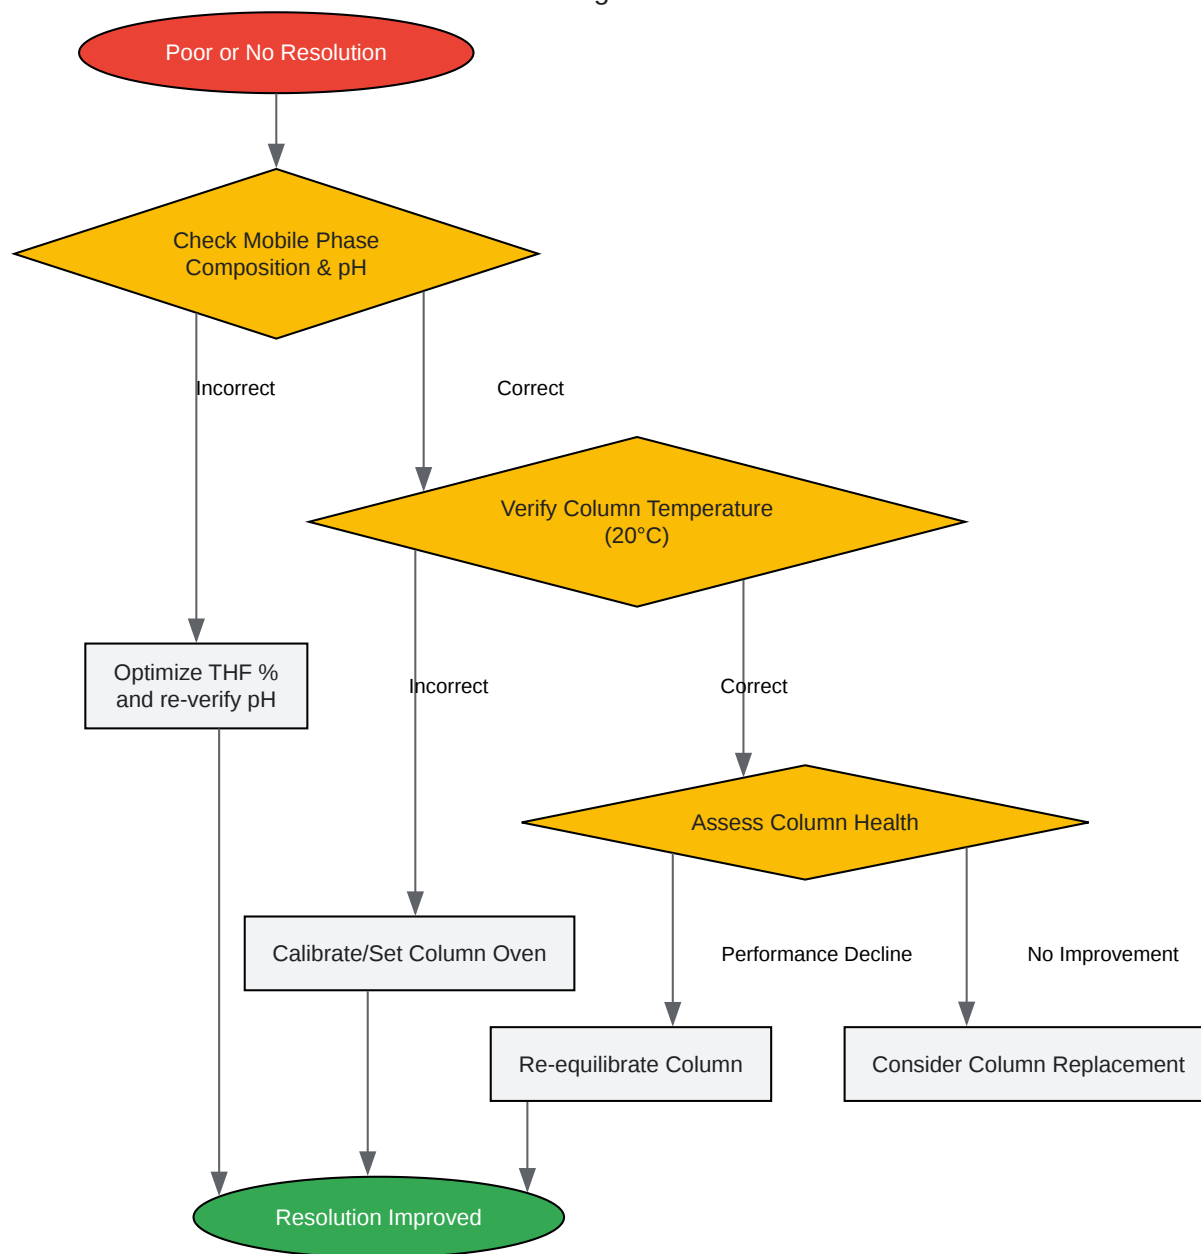 Poor or No Resolution
Check Mobile Phase
Composition & pH
Incorrect
Correct
Verify Column Temperature
(20°C)
Optimize THF %
and re-verify pH
Incorrect
Correct
Assess Column Health
Calibrate/Set Column Oven
Performance Decline
No Improvement
Re-equilibrate Column
Consider Column Replacement
Resolution Improved